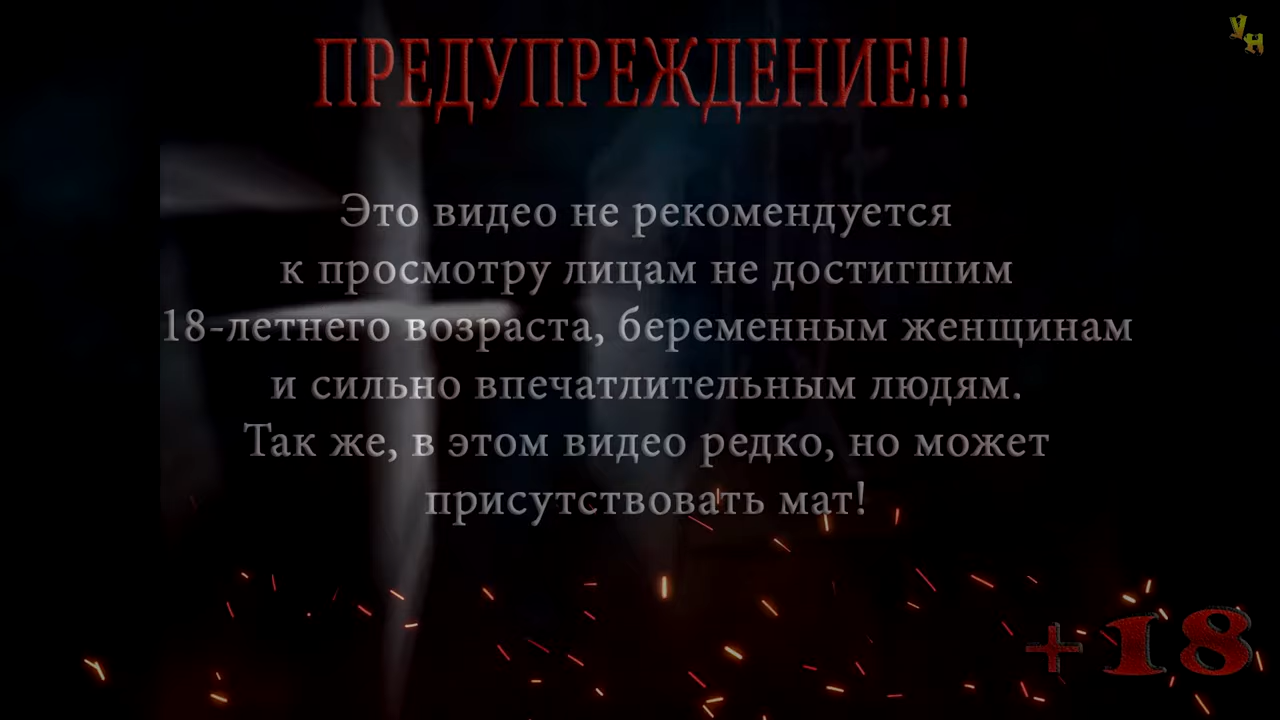 УН
ПРЕДУПРЕЖДЕНИЕ!!!
Это видео не рекомендуется
к просмотру лицам не достигшим
18-летнего возраста, беременным женщинам
и сильно впечатлительным людям.
Так же, в этом видео редко, но может
присутствовать мат!
+18